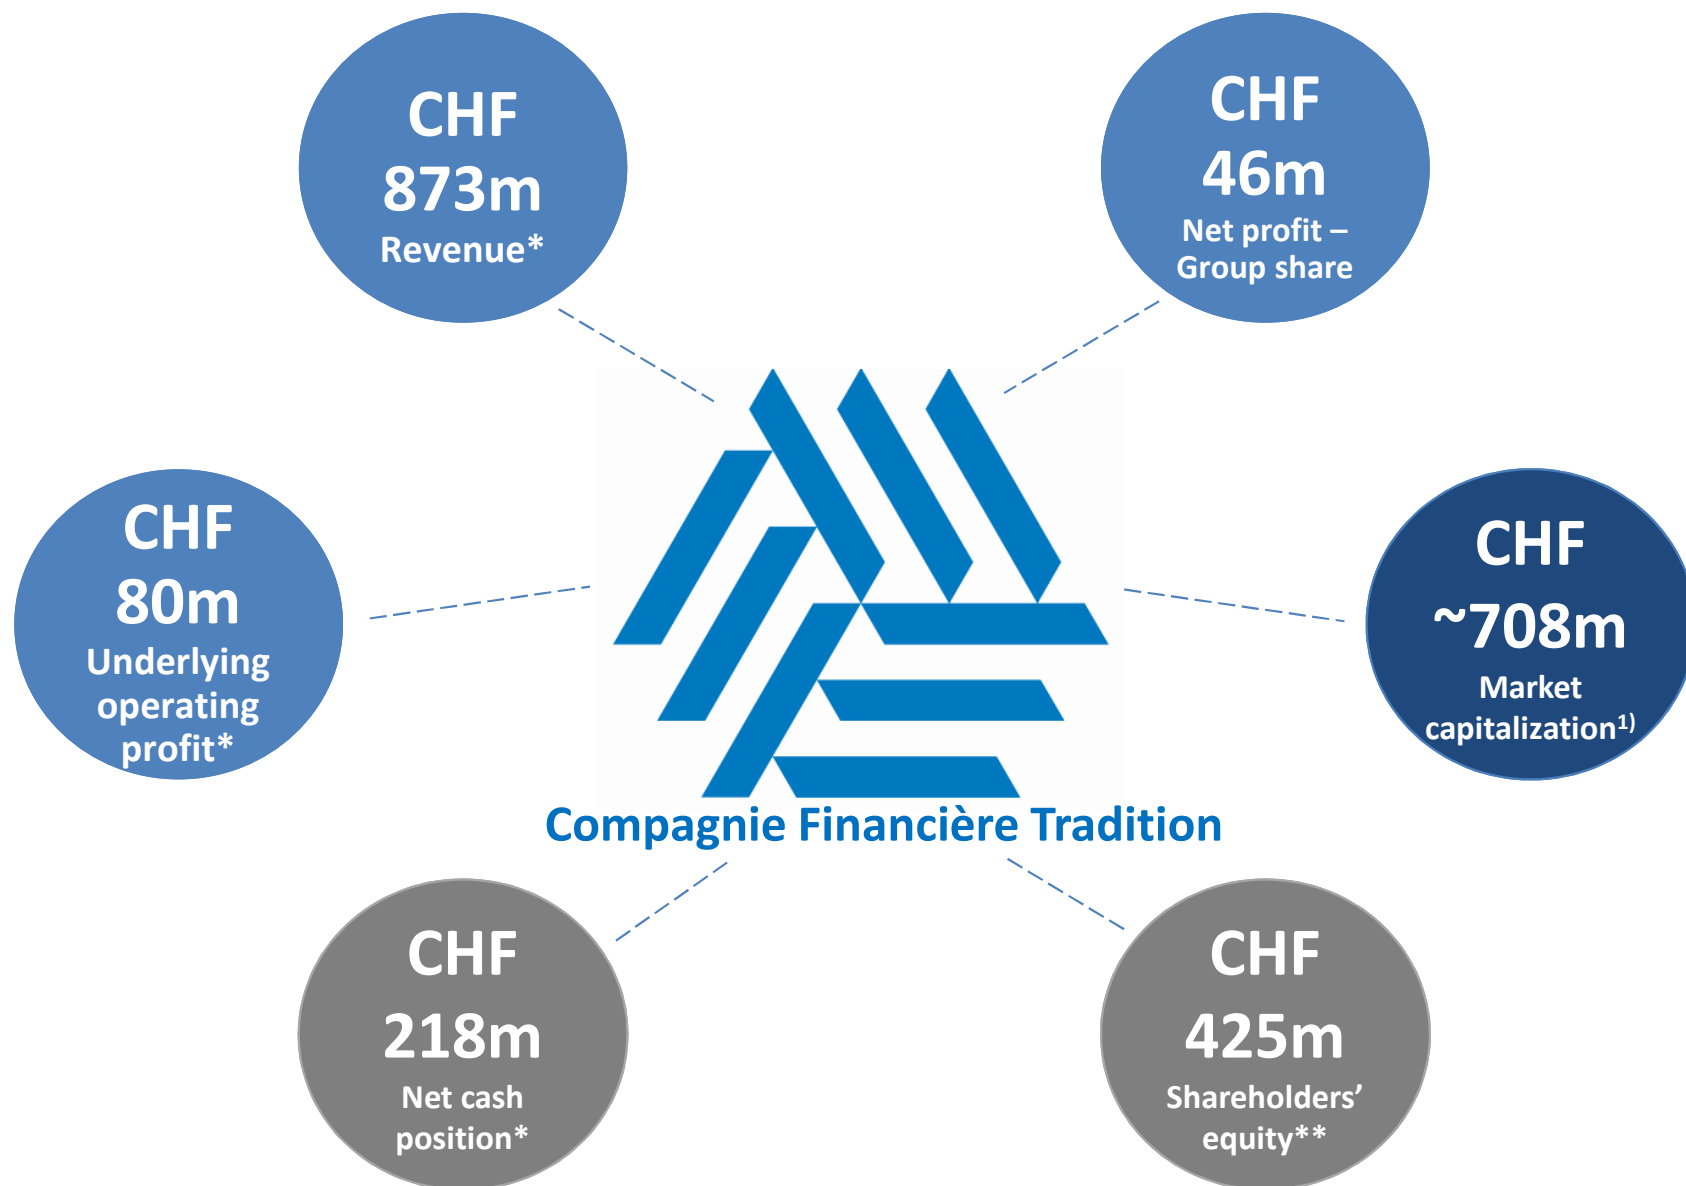 CHF
873m
Revenue*
CHF
46m
Net profit –
Group share
CHF
80m
Underlying
operating
profit*
CHF
~708m
Market
capitalization¹⁾
Compagnie Financière Tradition
CHF
218m
Net cash
position*
CHF
425m
Shareholders’
equity**